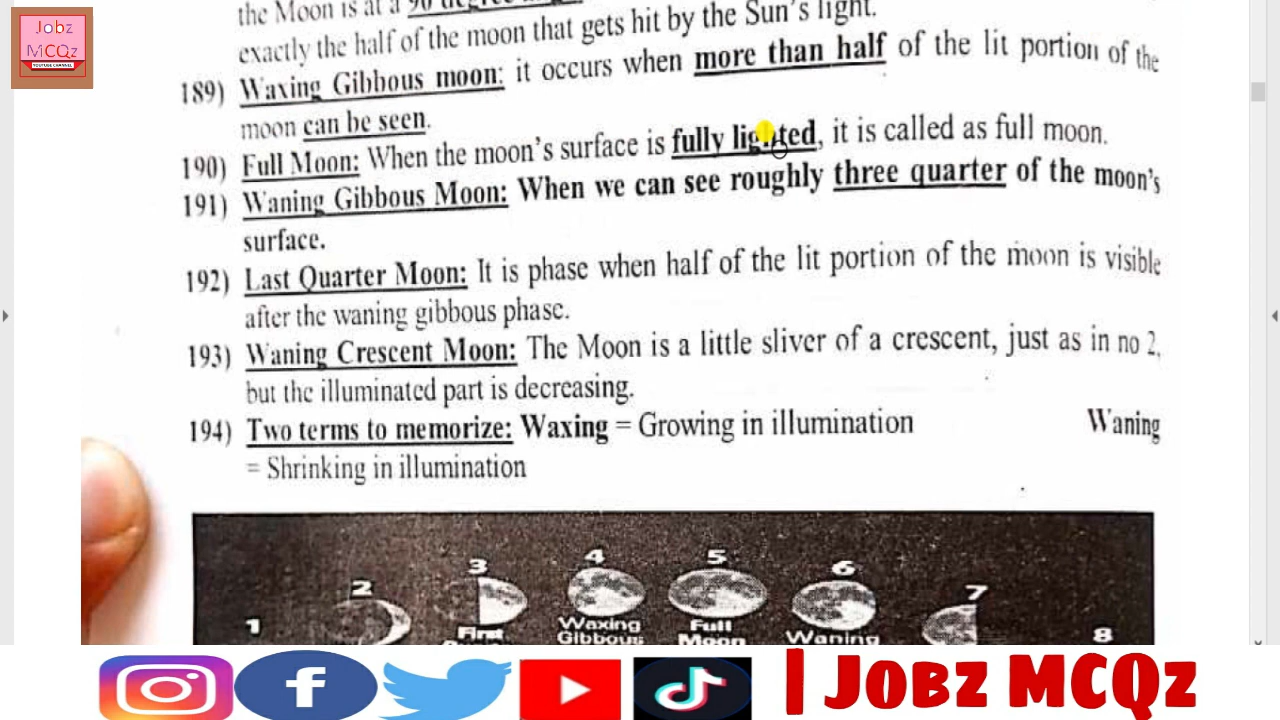 Jobz
MCQz
YOUTUBE CHANNEL
the Moon is at a 90 degree
exactly the half of the moon that gets hit by the Sun's light.
189) Waxing Gibbous moon: it occurs when more than half of the lit portion of the
moon can be seen.
190) Full Moon: When the moon's surface is fully lighted, it is called as full moon.
191) Waning Gibbous Moon: When we can see roughly three quarter of the moon's
surface.
192) Last Quarter Moon: It is phase when half of the lit portion of the moon is visible
after the waning gibbous phase.
193) Waning Crescent Moon: The Moon is a little sliver of a crescent, just as in no 2,
but the illuminated part is decreasing.
194) Two terms to memorize: Waxing = Growing in illumination Waning
= Shrinking in illumination
1 2 3 4 5 6 7 8
First Waxing Full Waning
Gibbous Moon
| Jobz MCQz